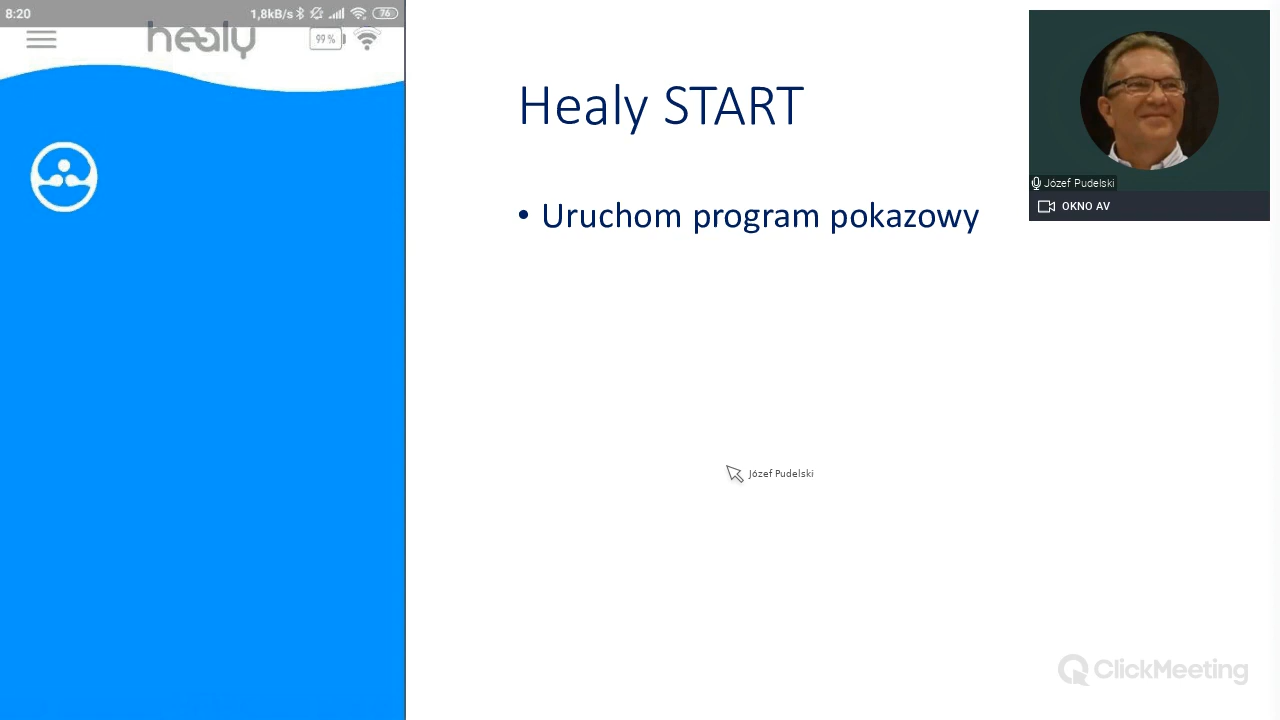 8:20
1,8kB/s
76
healy
99 %
Healy START
• Uruchom program pokazowy
Józef Pudelski
OKNO AV
Józef Pudelski
ClickMeeting